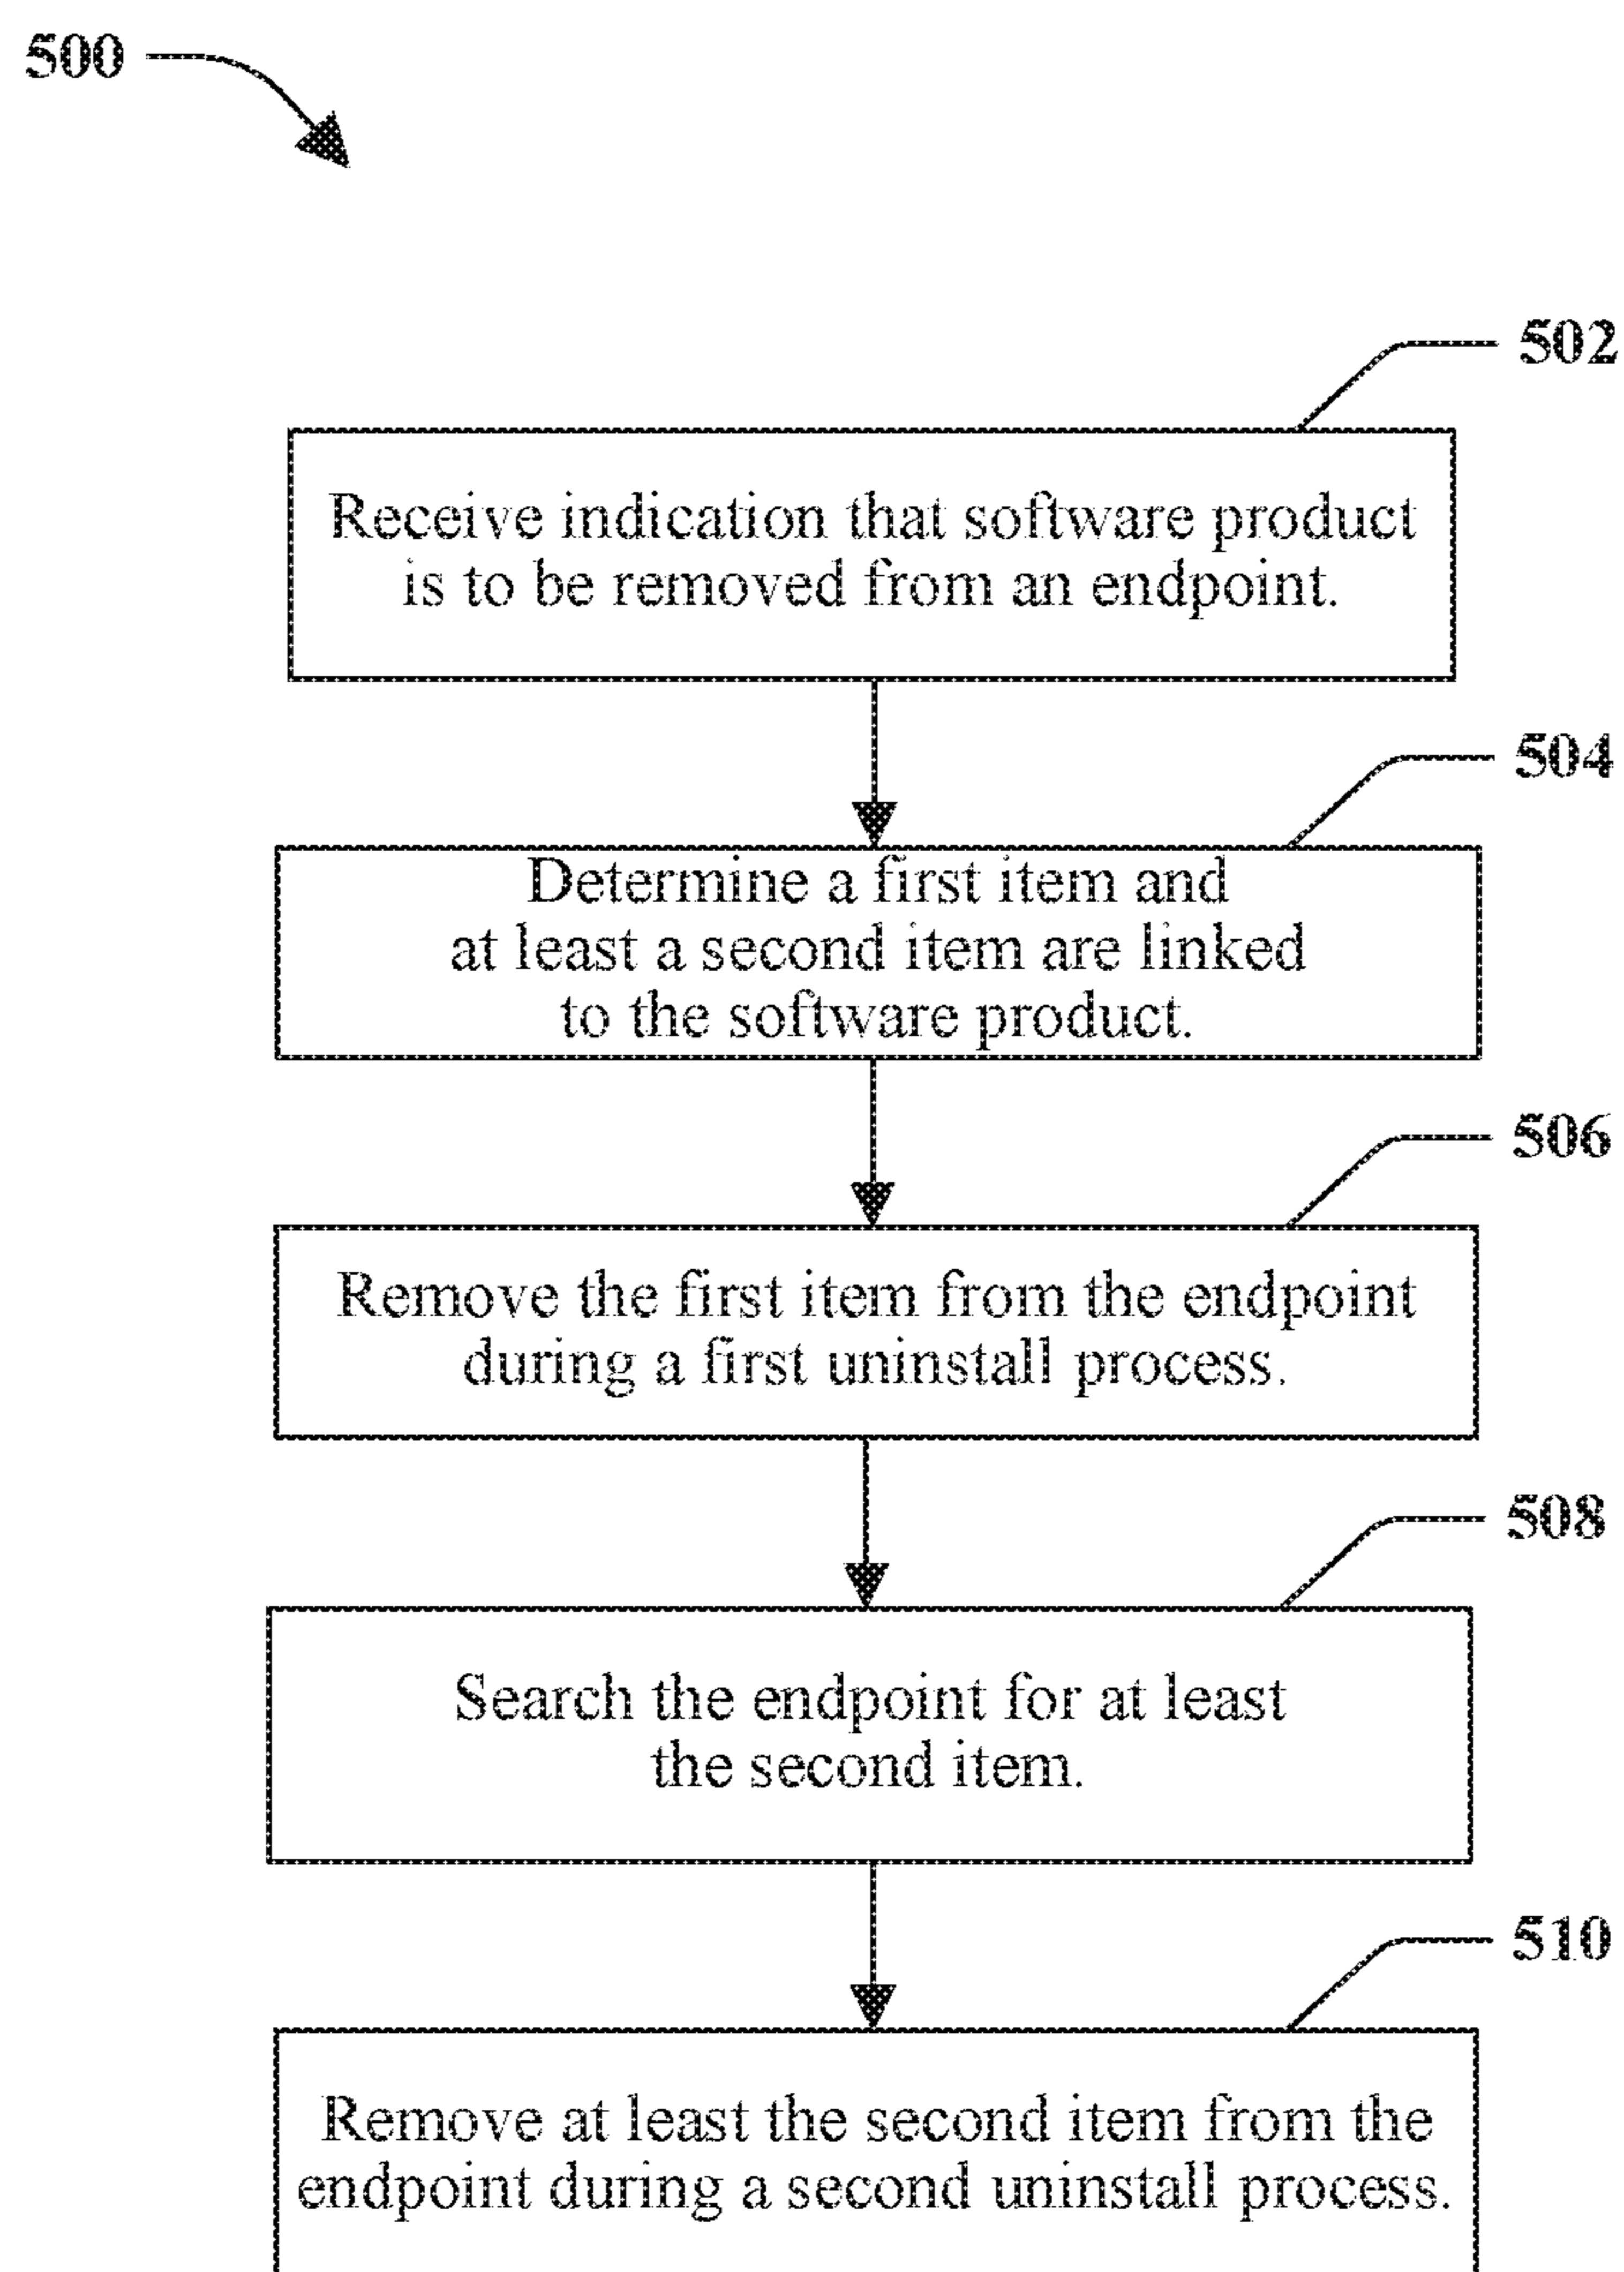 500
502
Receive indication that software product
is to be removed from an endpoint.
504
Determine a first item and
at least a second item are linked
to the software product.
506
Remove the first item from the endpoint
during a first uninstall process.
508
Search the endpoint for at least
the second item.
510
Remove at least the second item from the
endpoint during a second uninstall process.